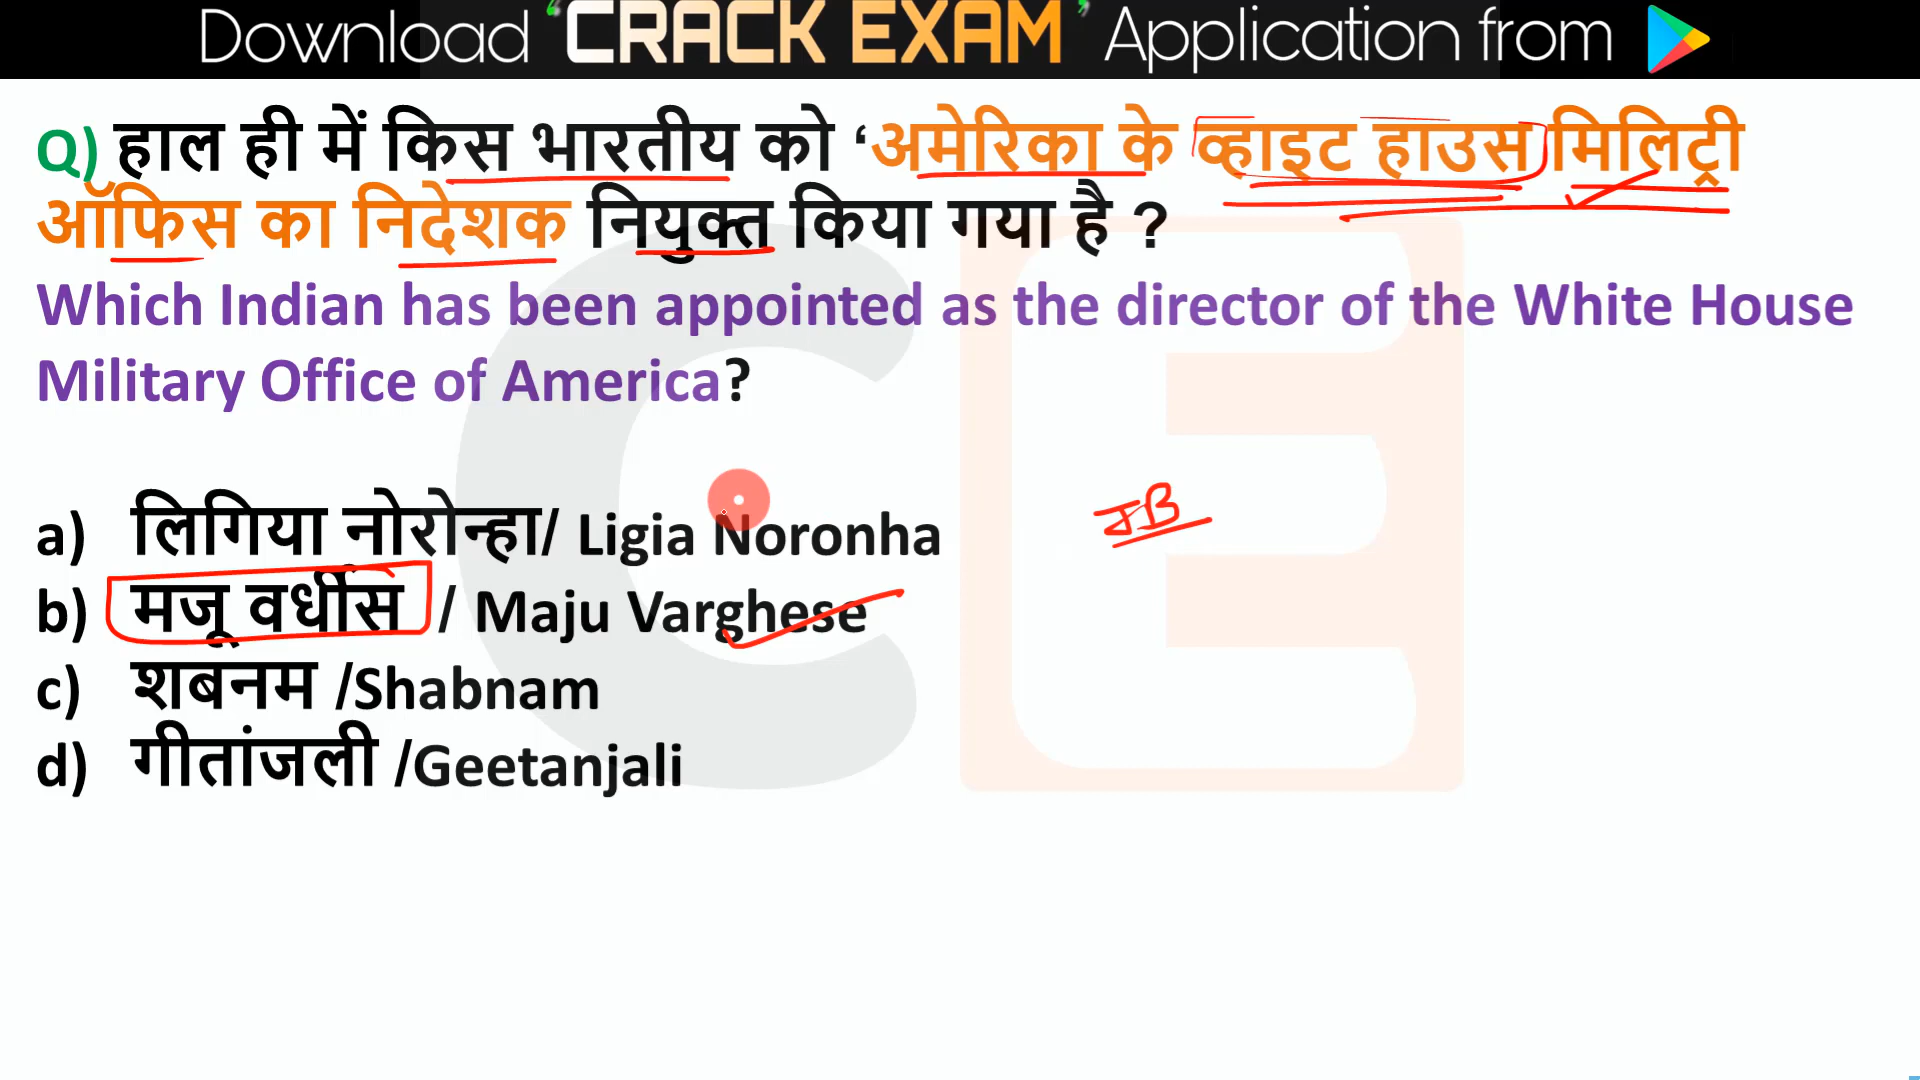 Download ‘CRACK EXAM’ Application from
Q) हाल ही में किस भारतीय को ‘अमेरिका के व्हाइट हाउस मिलिट्री
ऑफिस का निदेशक नियुक्त किया गया है ?
Which Indian has been appointed as the director of the White House
Military Office of America?
a) लिगिया नोरोन्हा/ Ligia Noronha
JB
b) मजू वर्धीस / Maju Varghese
c) शबनम /Shabnam
d) गीतांजली /Geetanjali
CE